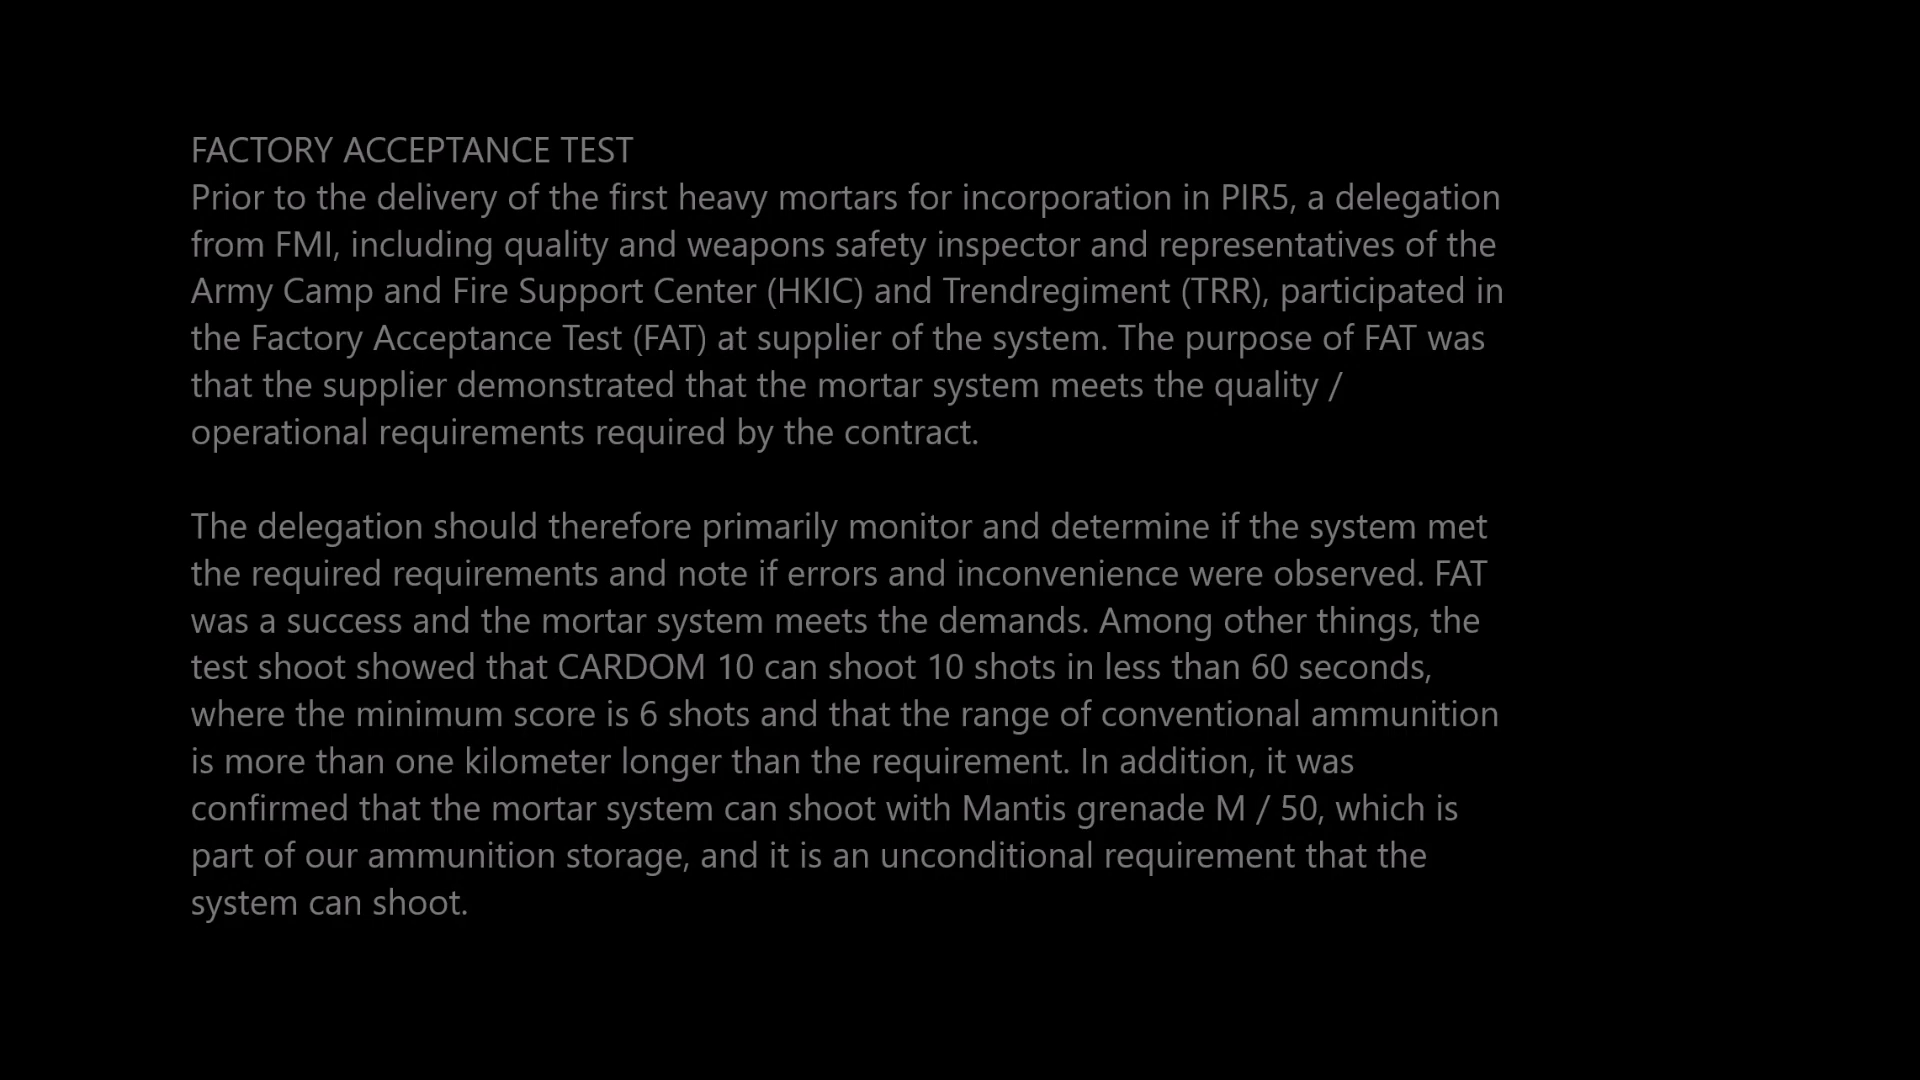 FACTORY ACCEPTANCE TEST
Prior to the delivery of the first heavy mortars for incorporation in PIR5, a delegation
from FMI, including quality and weapons safety inspector and representatives of the
Army Camp and Fire Support Center (HKIC) and Trendregiment (TRR), participated in
the Factory Acceptance Test (FAT) at supplier of the system. The purpose of FAT was
that the supplier demonstrated that the mortar system meets the quality /
operational requirements required by the contract.
The delegation should therefore primarily monitor and determine if the system met
the required requirements and note if errors and inconvenience were observed. FAT
was a success and the mortar system meets the demands. Among other things, the
test shoot showed that CARDOM 10 can shoot 10 shots in less than 60 seconds,
where the minimum score is 6 shots and that the range of conventional ammunition
is more than one kilometer longer than the requirement. In addition, it was
confirmed that the mortar system can shoot with Mantis grenade M / 50, which is
part of our ammunition storage, and it is an unconditional requirement that the
system can shoot.